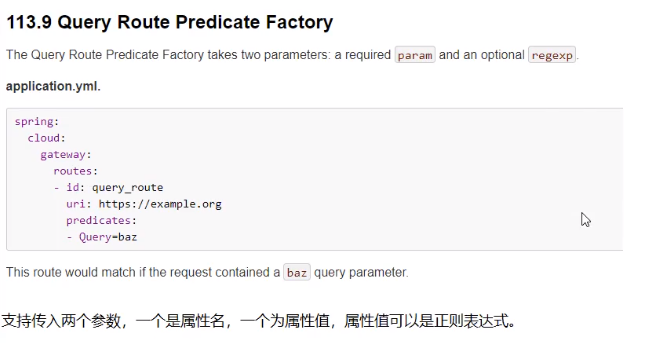 113.9 Query Route Predicate Factory
The Query Route Predicate Factory takes two parameters: a required param and an optional regexp.
application.yml.
spring:
  cloud:
    gateway:
      routes:
      - id: query_route
        uri: https://example.org
        predicates:
        - Query=baz
This route would match if the request contained a baz query parameter.
支持传入两个参数，一个是属性名，一个为属性值，属性值可以是正则表达式。